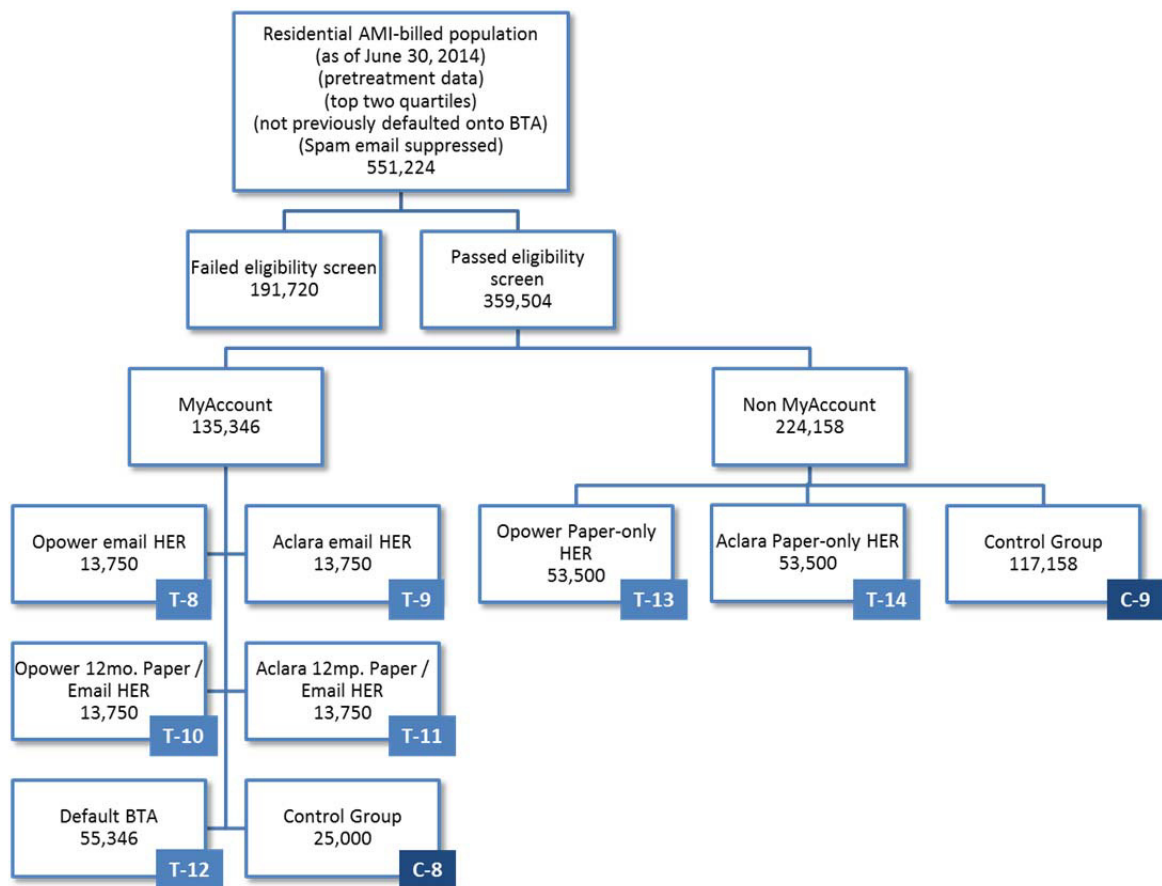 Residential AMI-billed population
(as of June 30, 2014)
(pretreatment data)
(top two quartiles)
(not previously defaulted onto BTA)
(Spam email suppressed)
551,224
Failed eligibility screen
191,720
Passed eligibility
screen
359,504
MyAccount
135,346
Non MyAccount
224,158
Opower email HER
13,750
T-8
Aclara email HER
13,750
T-9
Opower Paper-only
HER
53,500
T-13
Aclara Paper-only HER
53,500
T-14
Control Group
117,158
C-9
Opower 12mo. Paper /
Email HER
13,750
T-10
Aclara 12mp. Paper /
Email HER
13,750
T-11
Default BTA
55,346
T-12
Control Group
25,000
C-8